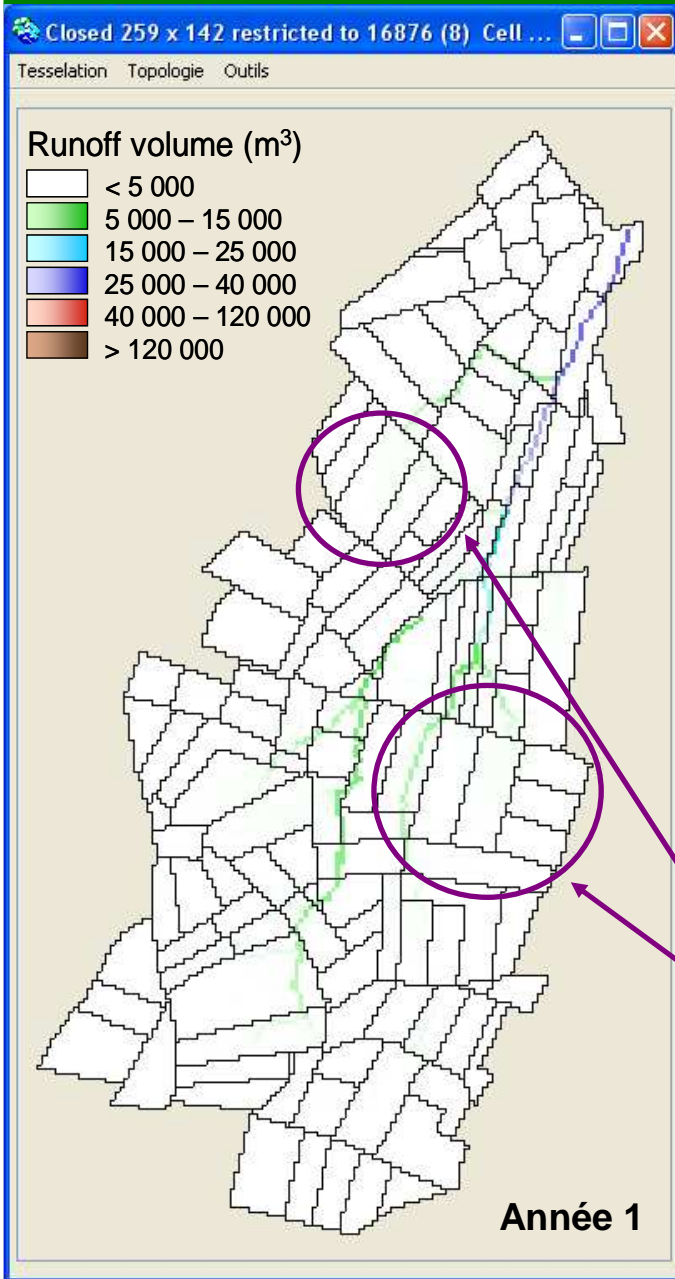 Closed 259 x 142 restricted to 16876 (8) Cell ...
Tesselation Topologie Outils
Runoff volume (m³)
< 5 000
5 000 – 15 000
15 000 – 25 000
25 000 – 40 000
40 000 – 120 000
> 120 000
Année 1